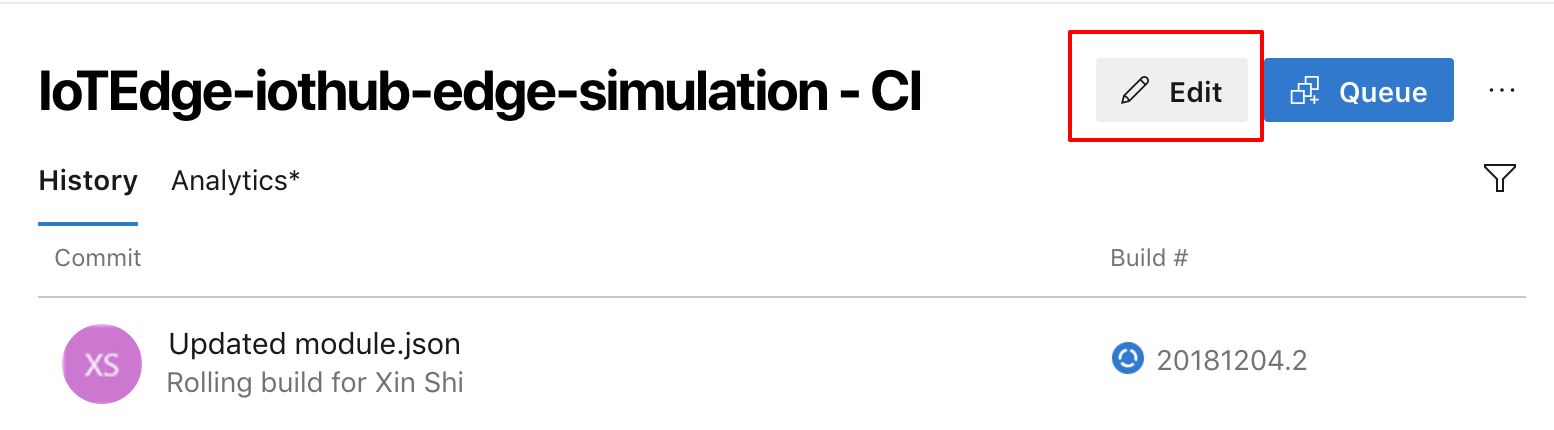 IoTEdge-iothub-edge-simulation - CI
Edit
Queue
...
History
Analytics*
Commit
Build #
XS
Updated module.json
Rolling build for Xin Shi
20181204.2